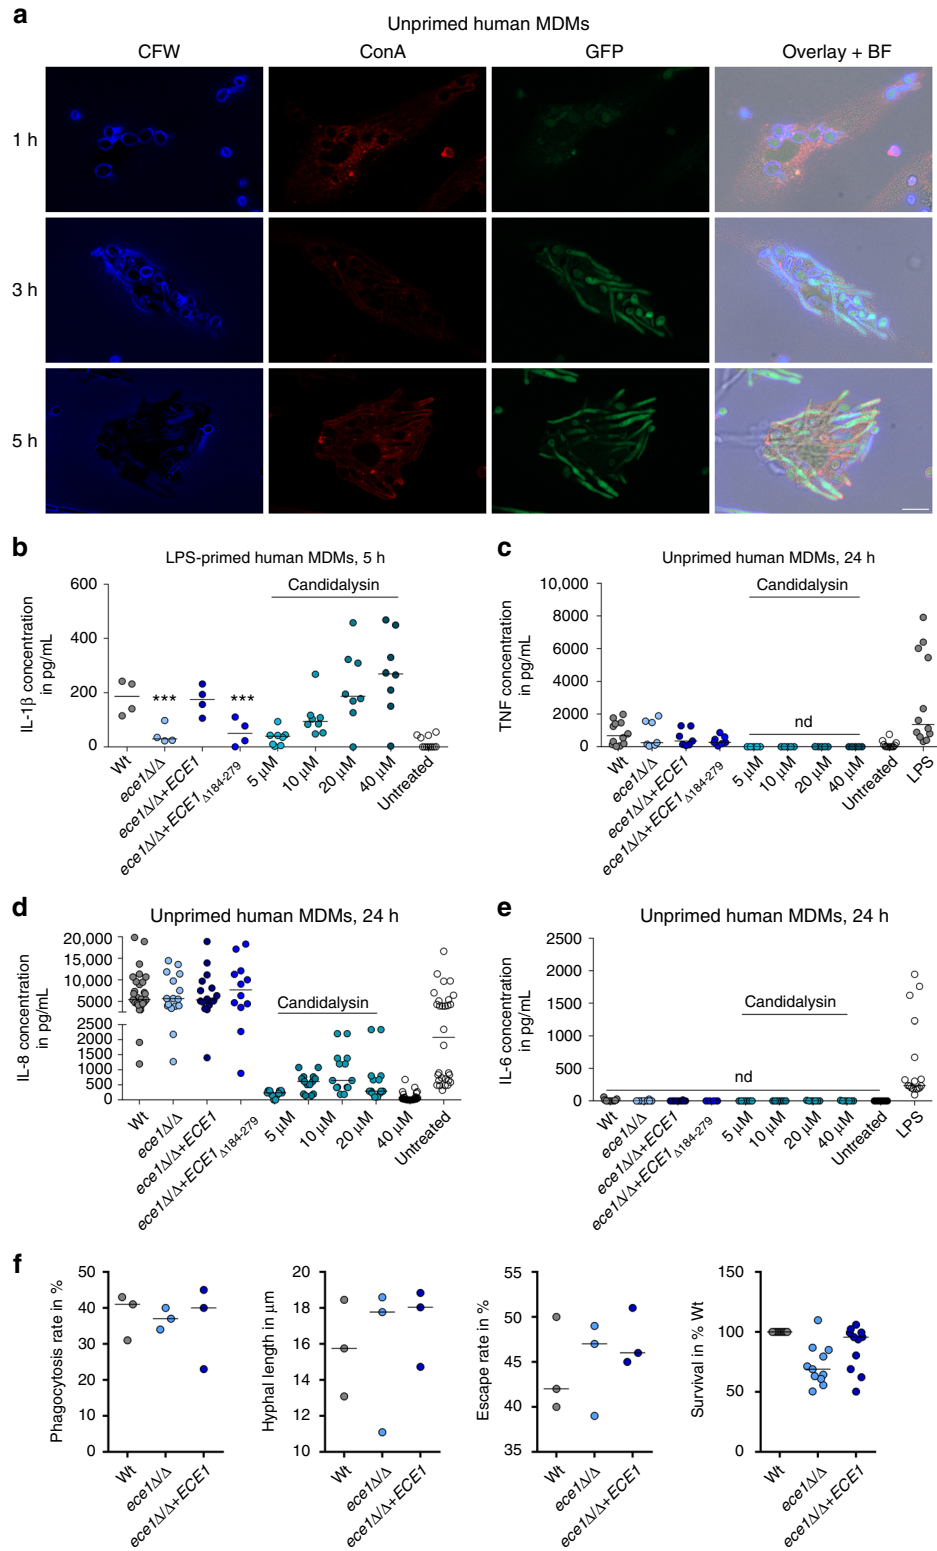 a
Unprimed human MDMs
CFW ConA GFP Overlay + BF
1 h
3 h
5 h
b
LPS-primed human MDMs, 5 h
Candidalysin
IL-1β concentration
in pg/mL
600
400
200
0
***
***
Wt
ece1Δ/Δ
ece1Δ/Δ+ECE1
ece1Δ/Δ+ECE1Δ184-279
5 μM
10 μM
20 μM
40 μM
Untreated
c
Unprimed human MDMs, 24 h
Candidalysin
TNF concentration
in pg/mL
10,000
8000
6000
4000
2000
0
nd
Wt
ece1Δ/Δ
ece1Δ/Δ+ECE1
ece1Δ/Δ+ECE1Δ184-279
5 μM
10 μM
20 μM
40 μM
Untreated
LPS
d
Unprimed human MDMs, 24 h
IL-8 concentration
in pg/mL
20,000
15,000
10,000
5000
2500
2000
1500
1000
500
0
Candidalysin
Wt
ece1Δ/Δ
ece1Δ/Δ+ECE1
ece1Δ/Δ+ECE1Δ184-279
5 μM
10 μM
20 μM
40 μM
Untreated
e
Unprimed human MDMs, 24 h
IL-6 concentration
in pg/mL
2500
2000
1500
1000
500
0
Candidalysin
nd
Wt
ece1Δ/Δ
ece1Δ/Δ+ECE1
ece1Δ/Δ+ECE1Δ184-279
5 μM
10 μM
20 μM
40 μM
Untreated
LPS
f
Phagocytosis rate in %
50
40
30
20
10
0
Wt
ece1Δ/Δ
ece1Δ/Δ+ECE1
Hyphal length in μm
20
18
16
14
12
10
Wt
ece1Δ/Δ
ece1Δ/Δ+ECE1
Escape rate in %
55
50
45
40
35
Wt
ece1Δ/Δ
ece1Δ/Δ+ECE1
Survival in % Wt
150
100
50
0
Wt
ece1Δ/Δ
ece1Δ/Δ+ECE1